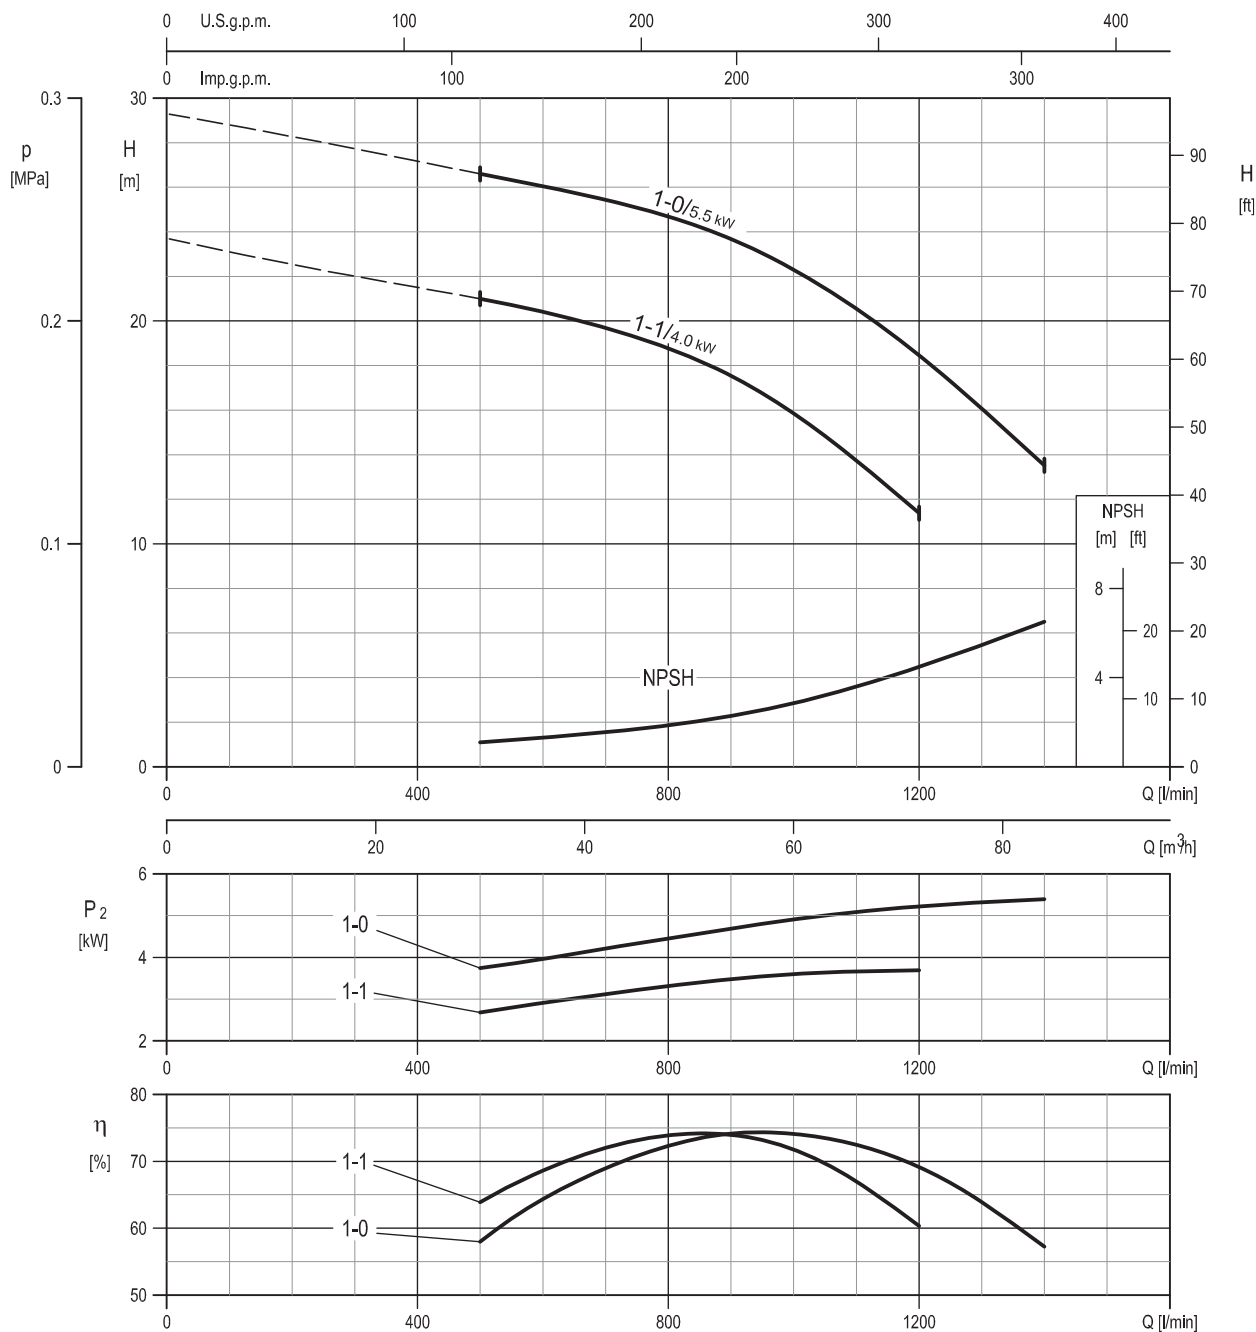 0 U.S.g.p.m. 100 200 300 400
0 Imp.g.p.m. 100 200 300
p
[MPa]
0.3
0.2
0.1
0
H
[m]
30
20
10
0
H
[ft]
90
80
70
60
50
40
30
20
10
0
1-0/5.5 kW
1-1/4.0 kW
NPSH
NPSH
[m] [ft]
8
20
4
10
0 400 800 1200 Q [l/min]
0 20 40 60 80 Q [m³/h]
P2
[kW]
6
4
2
1-0
1-1
0 400 800 1200 Q [l/min]
η
[%]
80
70
60
50
1-1
1-0
0 400 800 1200 Q [l/min]